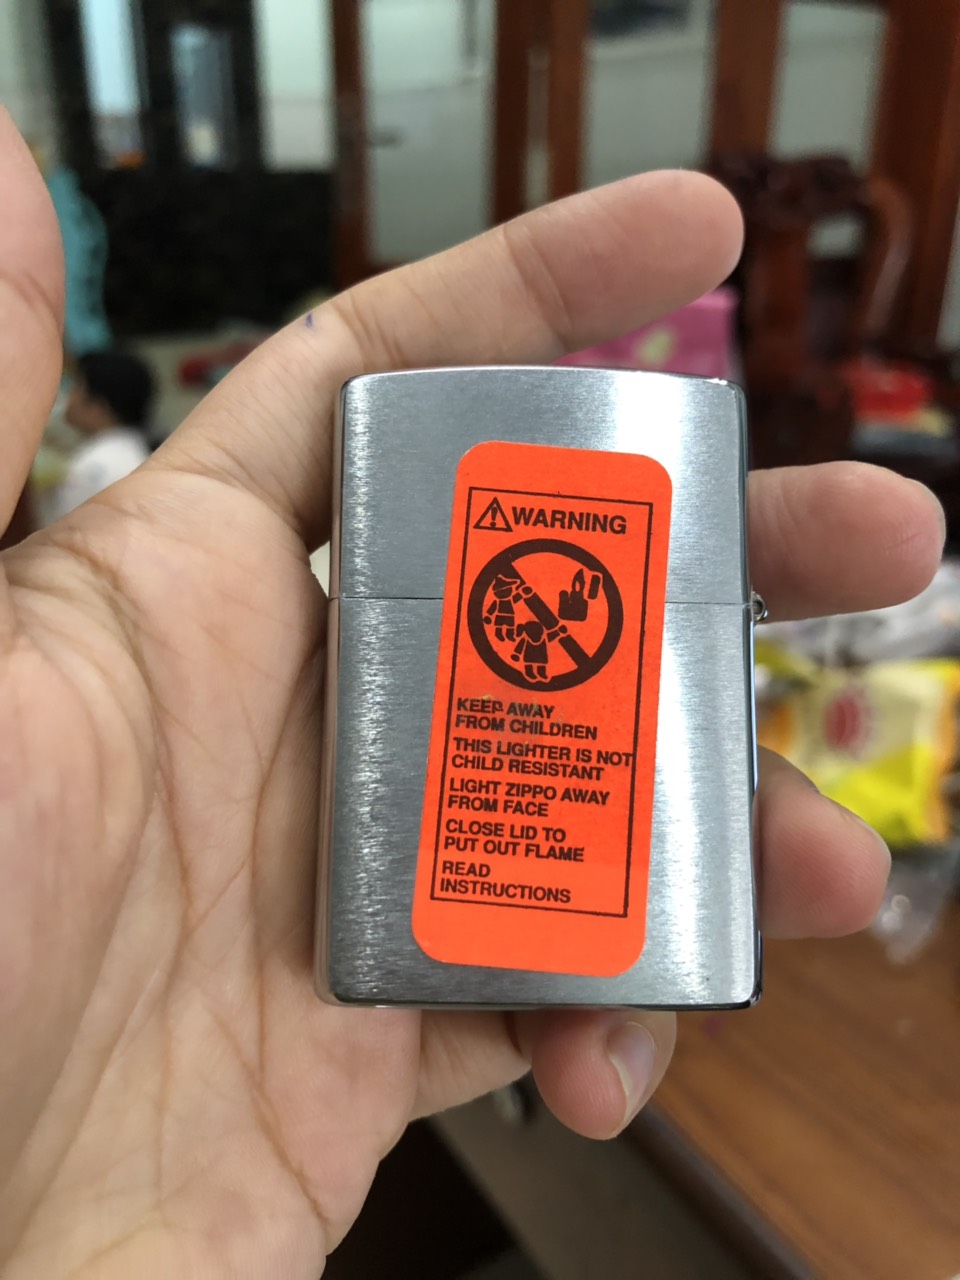 WARNING
KEEP AWAY
FROM CHILDREN
THIS LIGHTER IS NOT
CHILD RESISTANT
LIGHT ZIPPO AWAY
FROM FACE
CLOSE LID TO
PUT OUT FLAME
READ
INSTRUCTIONS